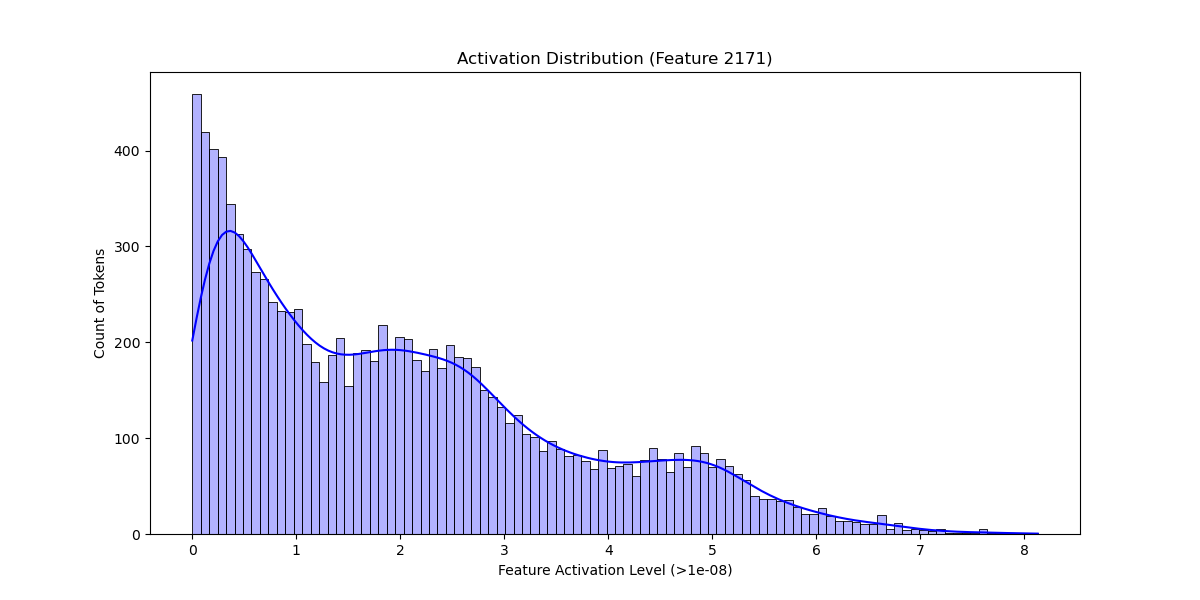 Activation Distribution (Feature 2171)
Count of Tokens
400
300
200
100
0
0 1 2 3 4 5 6 7 8
Feature Activation Level (>1e-08)